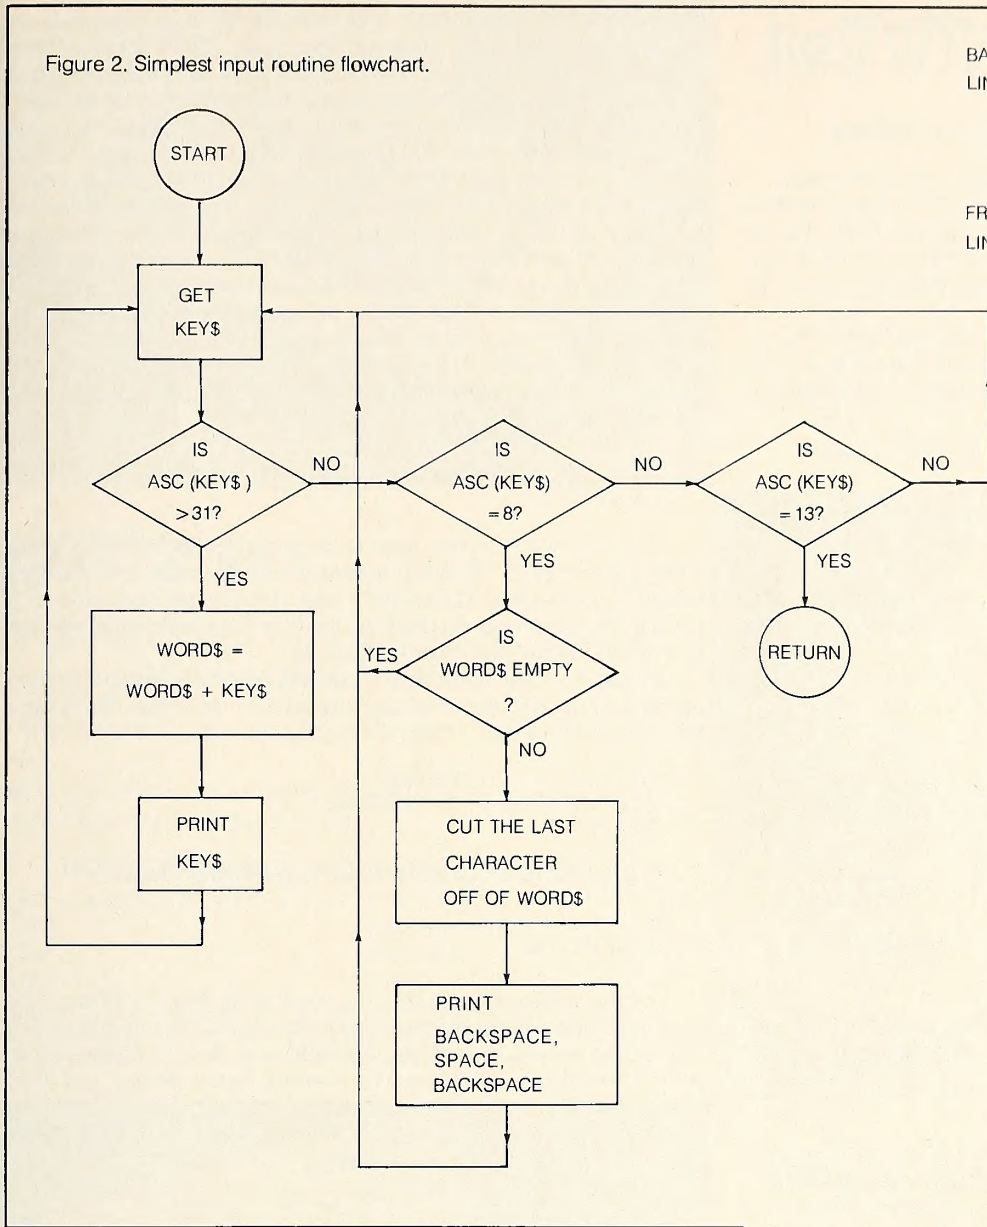 Figure 2. Simplest input routine flowchart.
START
GET
KEY$
IS
ASC (KEY$ )
>31?
NO
YES
WORD$ =
WORD$ + KEY$
PRINT
KEY$
IS
ASC (KEY$)
=8?
NO
YES
IS
WORD$ EMPTY
?
YES
NO
CUT THE LAST
CHARACTER
OFF OF WORD$
PRINT
BACKSPACE,
SPACE,
BACKSPACE
IS
ASC (KEY$)
=13?
NO
YES
RETURN